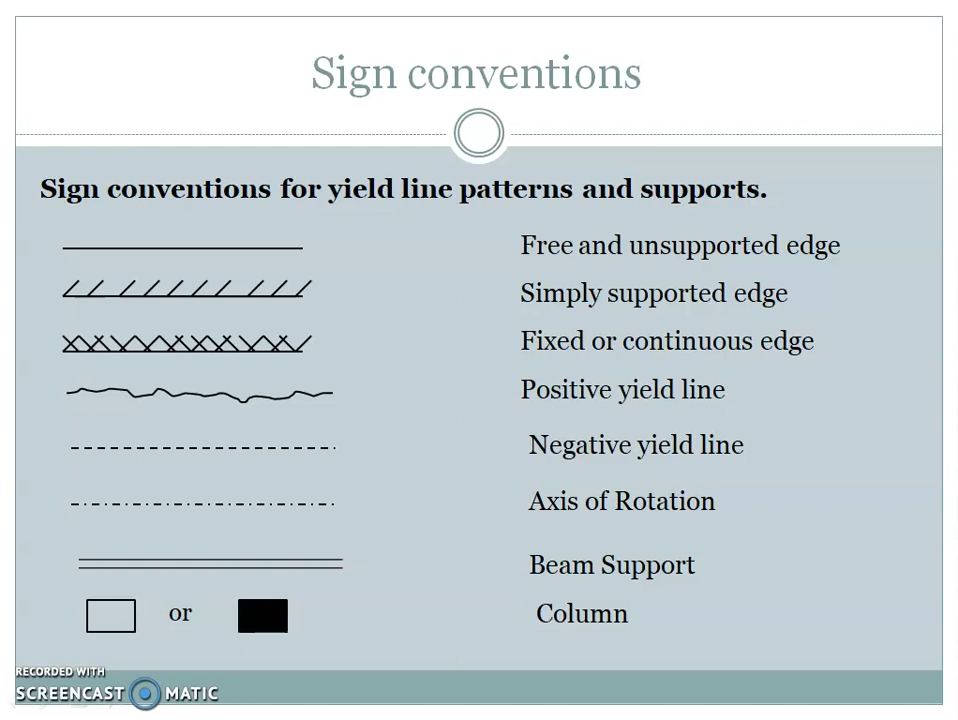 Sign conventions
Sign conventions for yield line patterns and supports.
Free and unsupported edge
Simply supported edge
Fixed or continuous edge
Positive yield line
Negative yield line
Axis of Rotation
Beam Support
or
Column
RECORDED WITH
SCREENCAST MATIC